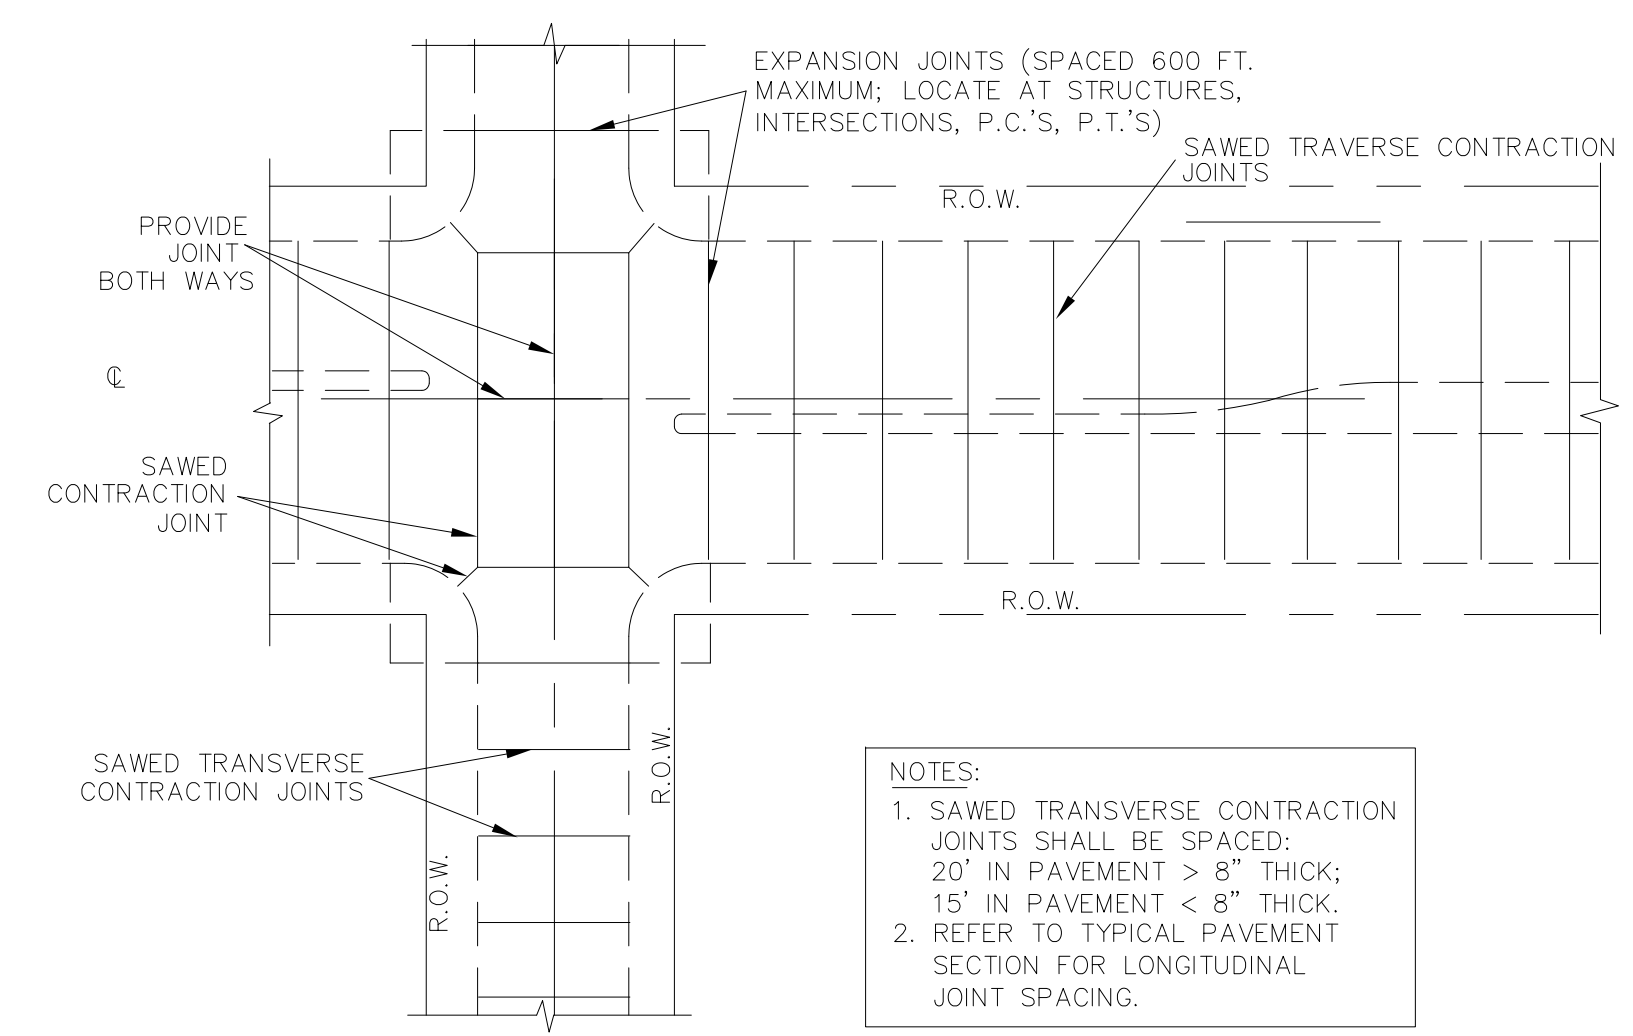 EXPANSION JOINTS (SPACED 600 FT.
MAXIMUM; LOCATE AT STRUCTURES,
INTERSECTIONS, P.C.'S, P.T.'S)
SAWED TRAVERSE CONTRACTION
JOINTS
R.O.W.
PROVIDE
JOINT
BOTH WAYS
℄
SAWED
CONTRACTION
JOINT
R.O.W.
SAWED TRANSVERSE
CONTRACTION JOINTS
R.O.W.
R.O.W.
NOTES:
1. SAWED TRANSVERSE CONTRACTION
JOINTS SHALL BE SPACED:
20' IN PAVEMENT > 8" THICK;
15' IN PAVEMENT < 8" THICK.
2. REFER TO TYPICAL PAVEMENT
SECTION FOR LONGITUDINAL
JOINT SPACING.